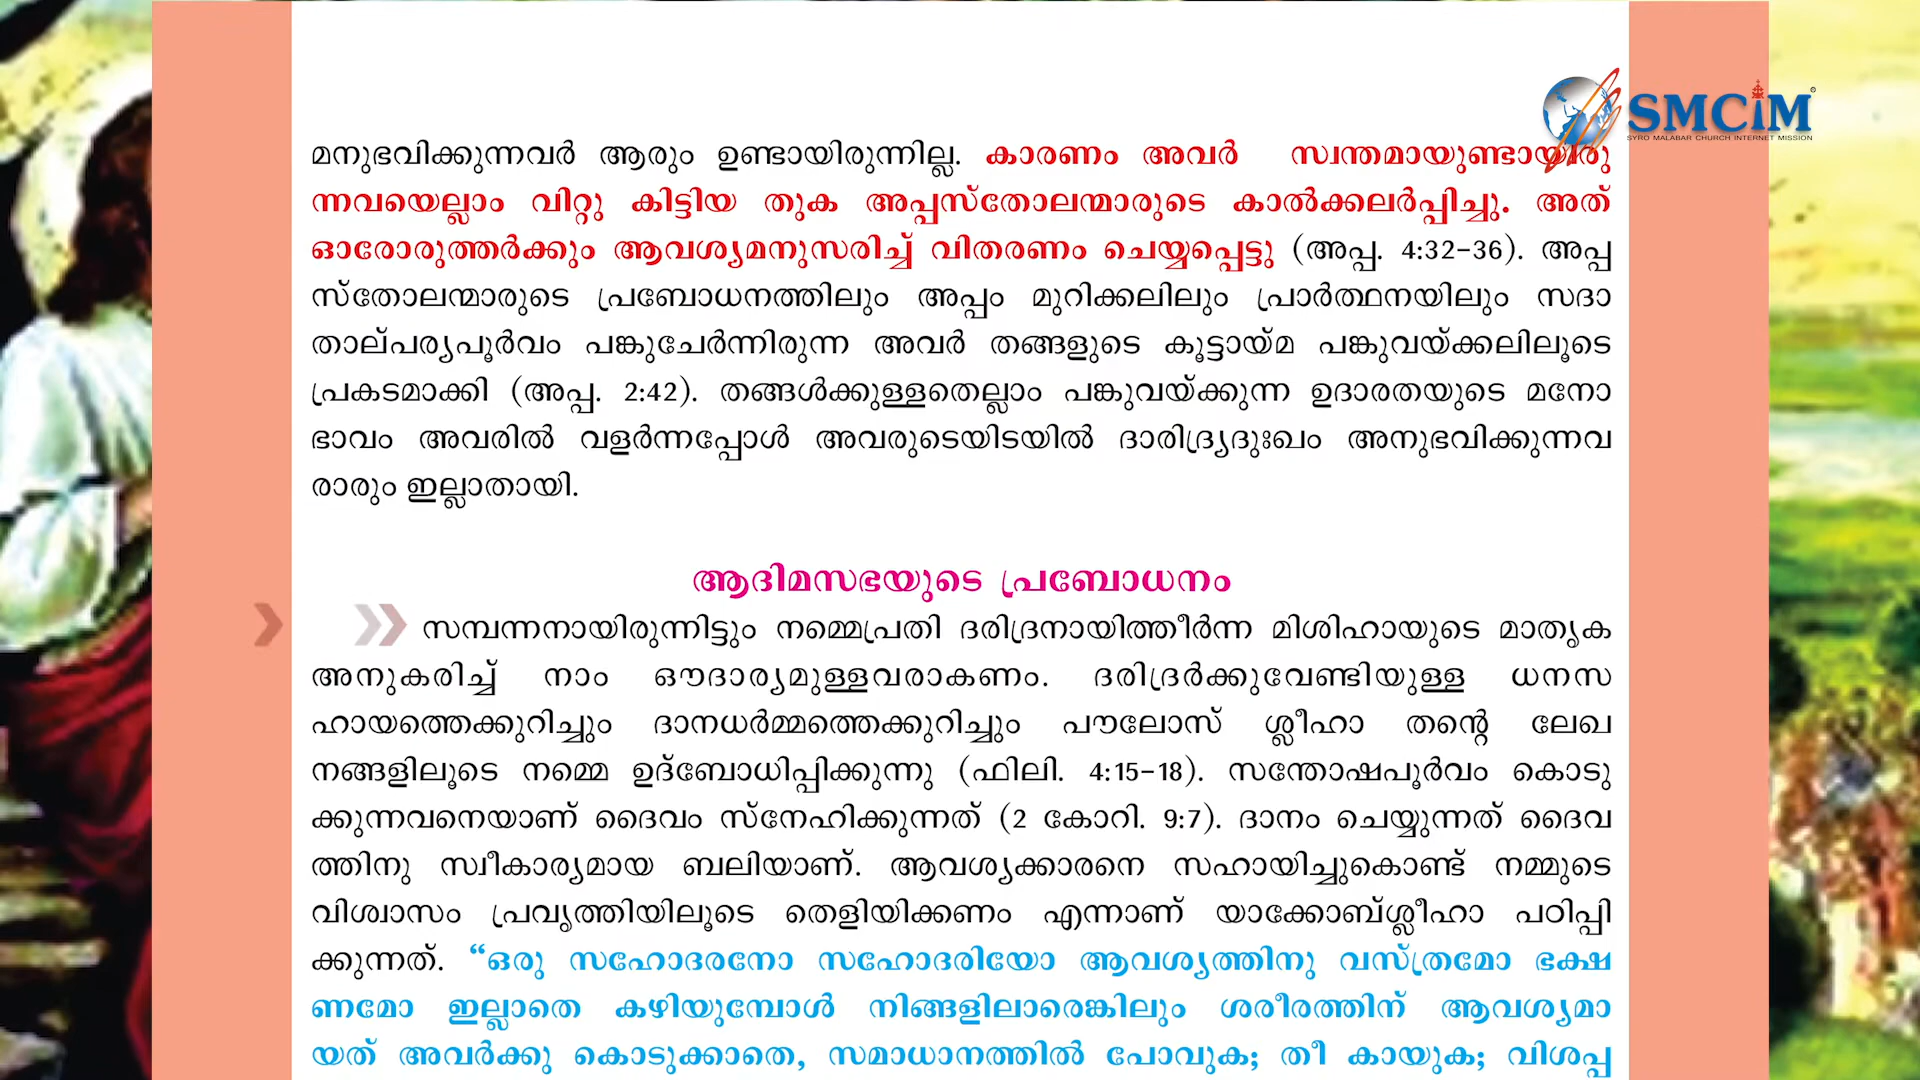 SMCIM
SYRO MALABAR CHURCH INTERNET MISSION
മനുഭവിക്കുന്നവർ ആരും ഉണ്ടായിരുന്നില്ല. കാരണം അവർ സ്വന്തമായുണ്ടായിരു
ന്നവയെല്ലാം വിറ്റു കിട്ടിയ തുക അപ്പസ്തോലന്മാരുടെ കാൽക്കലർപ്പിച്ചു. അത്
ഓരോരുത്തർക്കും ആവശ്യമനുസരിച്ച് വിതരണം ചെയ്യപ്പെട്ടു (അപ്പ. 4:32-36). അപ്പ
സ്തോലന്മാരുടെ പ്രബോധനത്തിലും അപ്പം മുറിക്കലിലും പ്രാർത്ഥനയിലും സദാ
താല്പര്യപൂർവം പങ്കുചേർന്നിരുന്ന അവർ തങ്ങളുടെ കൂട്ടായ്മ പങ്കുവയ്ക്കലിലൂടെ
പ്രകടമാക്കി (അപ്പ. 2:42). തങ്ങൾക്കുള്ളതെല്ലാം പങ്കുവയ്ക്കുന്ന ഉദാരതയുടെ മനോ
ഭാവം അവരിൽ വളർന്നപ്പോൾ അവരുടെയിടയിൽ ദാരിദ്ര്യദുഃഖം അനുഭവിക്കുന്നവ
രാരും ഇല്ലാതായി.
ആദിമസഭയുടെ പ്രബോധനം
സമ്പന്നനായിരുന്നിട്ടും നമ്മെപ്രതി ദരിദ്രനായിത്തീർന്ന മിശിഹായുടെ മാതൃക
അനുകരിച്ച് നാം ഔദാര്യമുള്ളവരാകണം. ദരിദ്രർക്കുവേണ്ടിയുള്ള ധനസ
ഹായത്തെക്കുറിച്ചും ദാനധർമ്മത്തെക്കുറിച്ചും പൗലോസ് ശ്ലീഹാ തന്റെ ലേഖ
നങ്ങളിലൂടെ നമ്മെ ഉദ്ബോധിപ്പിക്കുന്നു (ഫിലി. 4:15-18). സന്തോഷപൂർവം കൊടു
ക്കുന്നവനെയാണ് ദൈവം സ്നേഹിക്കുന്നത് (2 കോറി. 9:7). ദാനം ചെയ്യുന്നത് ദൈവ
ത്തിനു സ്വീകാര്യമായ ബലിയാണ്. ആവശ്യക്കാരനെ സഹായിച്ചുകൊണ്ട് നമ്മുടെ
വിശ്വാസം പ്രവൃത്തിയിലൂടെ തെളിയിക്കണം എന്നാണ് യാക്കോബ്ശ്ലീഹാ പഠിപ്പി
ക്കുന്നത്. “ഒരു സഹോദരനോ സഹോദരിയോ ആവശ്യത്തിനു വസ്ത്രമോ ഭക്ഷ
ണമോ ഇല്ലാതെ കഴിയുമ്പോൾ നിങ്ങളിലാരെങ്കിലും ശരീരത്തിന് ആവശ്യമാ
യത് അവർക്കു കൊടുക്കാതെ, സമാധാനത്തിൽ പോവുക; തീ കായുക; വിശപ്പ